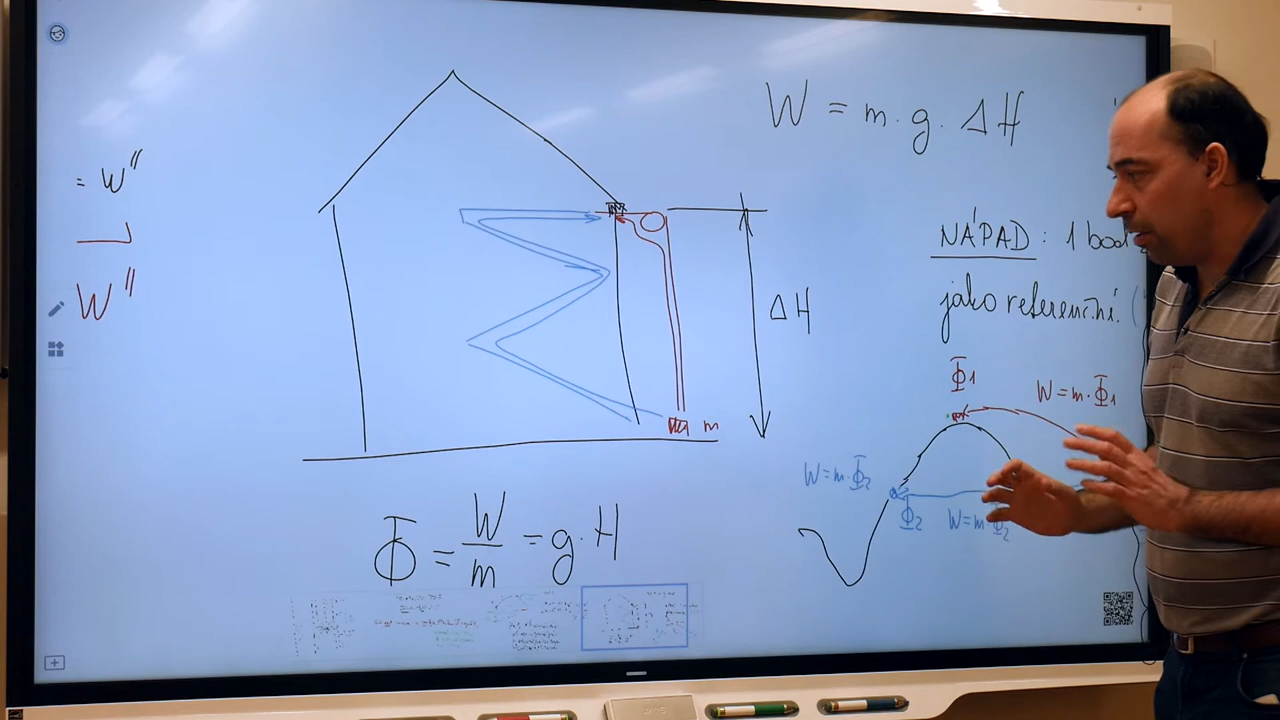 = W''
W''
W = m. g. ΔH
NÁPAD: 1 bod
jako referenční.
ΔH
m
Φ1
W = m. Φ1
W = m. Φ2
Φ2
W = m Φ2
Φ = W/m = g. H